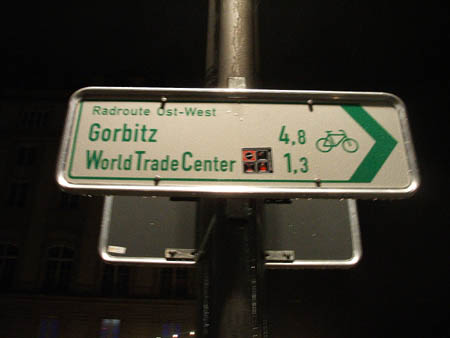 Radroute Ost-West
Gorbitz 4,8
WorldTradeCenter 1,3